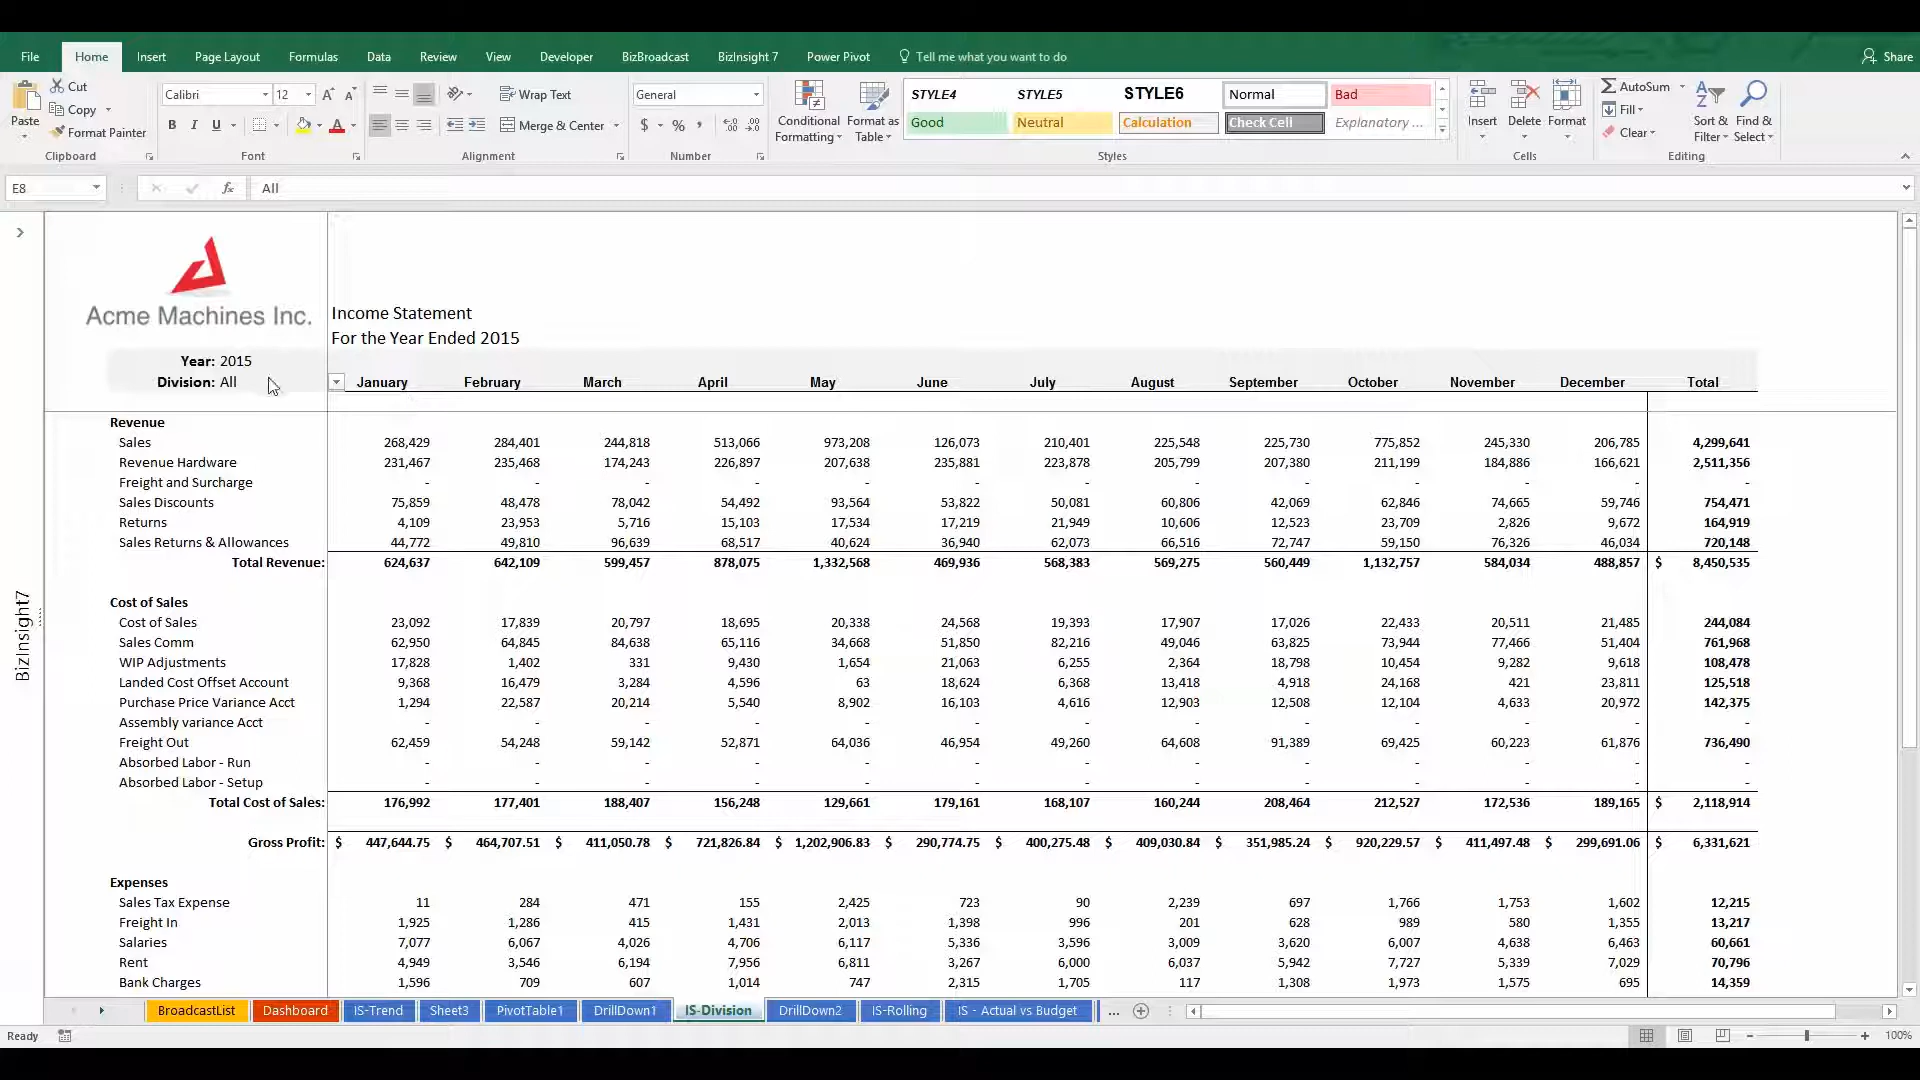 File Home Insert Page Layout Formulas Data Review View Developer BizBroadcast BizInsight 7 Power Pivot Tell me what you want to do Share
Paste Cut Copy Format Painter Clipboard
Calibri 12 A A B I U A Font
Wrap Text Merge & Center Alignment
General $ % , Number
Conditional Formatting Format as Table
STYLE4 STYLE5 STYLE6 Normal Bad
Good Neutral Calculation Check Cell Explanatory ...
Styles
Insert Delete Format Cells
AutoSum Fill Clear Sort & Filter Find & Select Editing
E8 fx All
BizInsight7
Acme Machines Inc.
Income Statement
For the Year Ended 2015
Year: 2015
Division: All January February March April May June July August September October November December Total
Revenue
Sales 268,429 284,401 244,818 513,066 973,208 126,073 210,401 225,548 225,730 775,852 245,330 206,785 4,299,641
Revenue Hardware 231,467 235,468 174,243 226,897 207,638 235,881 223,878 205,799 207,380 211,199 184,886 166,621 2,511,356
Freight and Surcharge - - - - - - - - - - - - -
Sales Discounts 75,859 48,478 78,042 54,492 93,564 53,822 50,081 60,806 42,069 62,846 74,665 59,746 754,471
Returns 4,109 23,953 5,716 15,103 17,534 17,219 21,949 10,606 12,523 23,709 2,826 9,672 164,919
Sales Returns & Allowances 44,772 49,810 96,639 68,517 40,624 36,940 62,073 66,516 72,747 59,150 76,326 46,034 720,148
Total Revenue: 624,637 642,109 599,457 878,075 1,332,568 469,936 568,383 569,275 560,449 1,132,757 584,034 488,857 $ 8,450,535
Cost of Sales
Cost of Sales 23,092 17,839 20,797 18,695 20,338 24,568 19,393 17,907 17,026 22,433 20,511 21,485 244,084
Sales Comm 62,950 64,845 84,638 65,116 34,668 51,850 82,216 49,046 63,825 73,944 77,466 51,404 761,968
WIP Adjustments 17,828 1,402 331 9,430 1,654 21,063 6,255 2,364 18,798 10,454 9,282 9,618 108,478
Landed Cost Offset Account 9,368 16,479 3,284 4,596 63 18,624 6,368 13,418 4,918 24,168 421 23,811 125,518
Purchase Price Variance Acct 1,294 22,587 20,214 5,540 8,902 16,103 4,616 12,903 12,508 12,104 4,633 20,972 142,375
Assembly variance Acct - - - - - - - - - - - - -
Freight Out 62,459 54,248 59,142 52,871 64,036 46,954 49,260 64,608 91,389 69,425 60,223 61,876 736,490
Absorbed Labor - Run - - - - - - - - - - - - -
Absorbed Labor - Setup - - - - - - - - - - - - -
Total Cost of Sales: 176,992 177,401 188,407 156,248 129,661 179,161 168,107 160,244 208,464 212,527 172,536 189,165 $ 2,118,914
Gross Profit: $ 447,644.75 $ 464,707.51 $ 411,050.78 $ 721,826.84 $ 1,202,906.83 $ 290,774.75 $ 400,275.48 $ 409,030.84 $ 351,985.24 $ 920,229.57 $ 411,497.48 $ 299,691.06 $ 6,331,621
Expenses
Sales Tax Expense 11 284 471 155 2,425 723 90 2,239 697 1,766 1,753 1,602 12,215
Freight In 1,925 1,286 415 1,431 2,013 1,398 996 201 628 989 580 1,355 13,217
Salaries 7,077 6,067 4,026 4,706 6,117 5,336 3,596 3,009 3,620 6,007 4,638 6,463 60,661
Rent 4,949 3,546 6,194 7,956 6,811 3,267 6,000 6,037 5,942 7,727 5,339 7,029 70,796
Bank Charges 1,596 709 607 1,014 747 2,315 1,705 117 1,308 1,973 1,575 695 14,359
BroadcastList Dashboard IS-Trend Sheet3 PivotTable1 DrillDown1 IS-Division DrillDown2 IS-Rolling IS - Actual vs Budget ...
Ready 100%